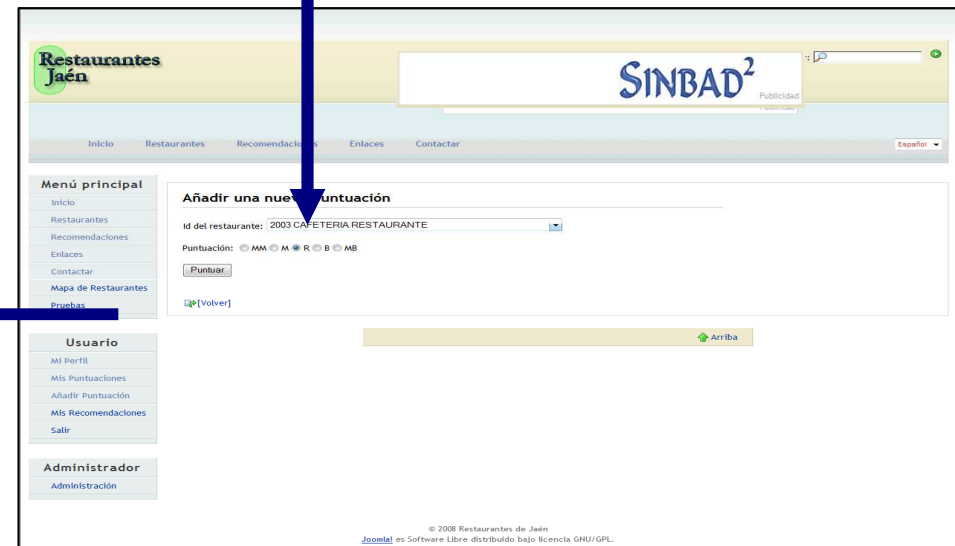 Restaurantes
Jaén
SINBAD²
Publicidad
Inicio Restaurantes Recomendaciones Enlaces Contactar
Español
Menú principal
Inicio
Restaurantes
Recomendaciones
Enlaces
Contactar
Mapa de Restaurantes
Pruebas
Añadir una nueva puntuación
Id del restaurante: 2003 CAFETERIA RESTAURANTE
Puntuación: MM M R B MB
Puntuar
[Volver]
Arriba
Usuario
Mi Perfil
Mis Puntuaciones
Añadir Puntuación
Mis Recomendaciones
Salir
Administrador
Administración
© 2008 Restaurantes de Jaén
Joomla! es Software Libre distribuido bajo licencia GNU/GPL.